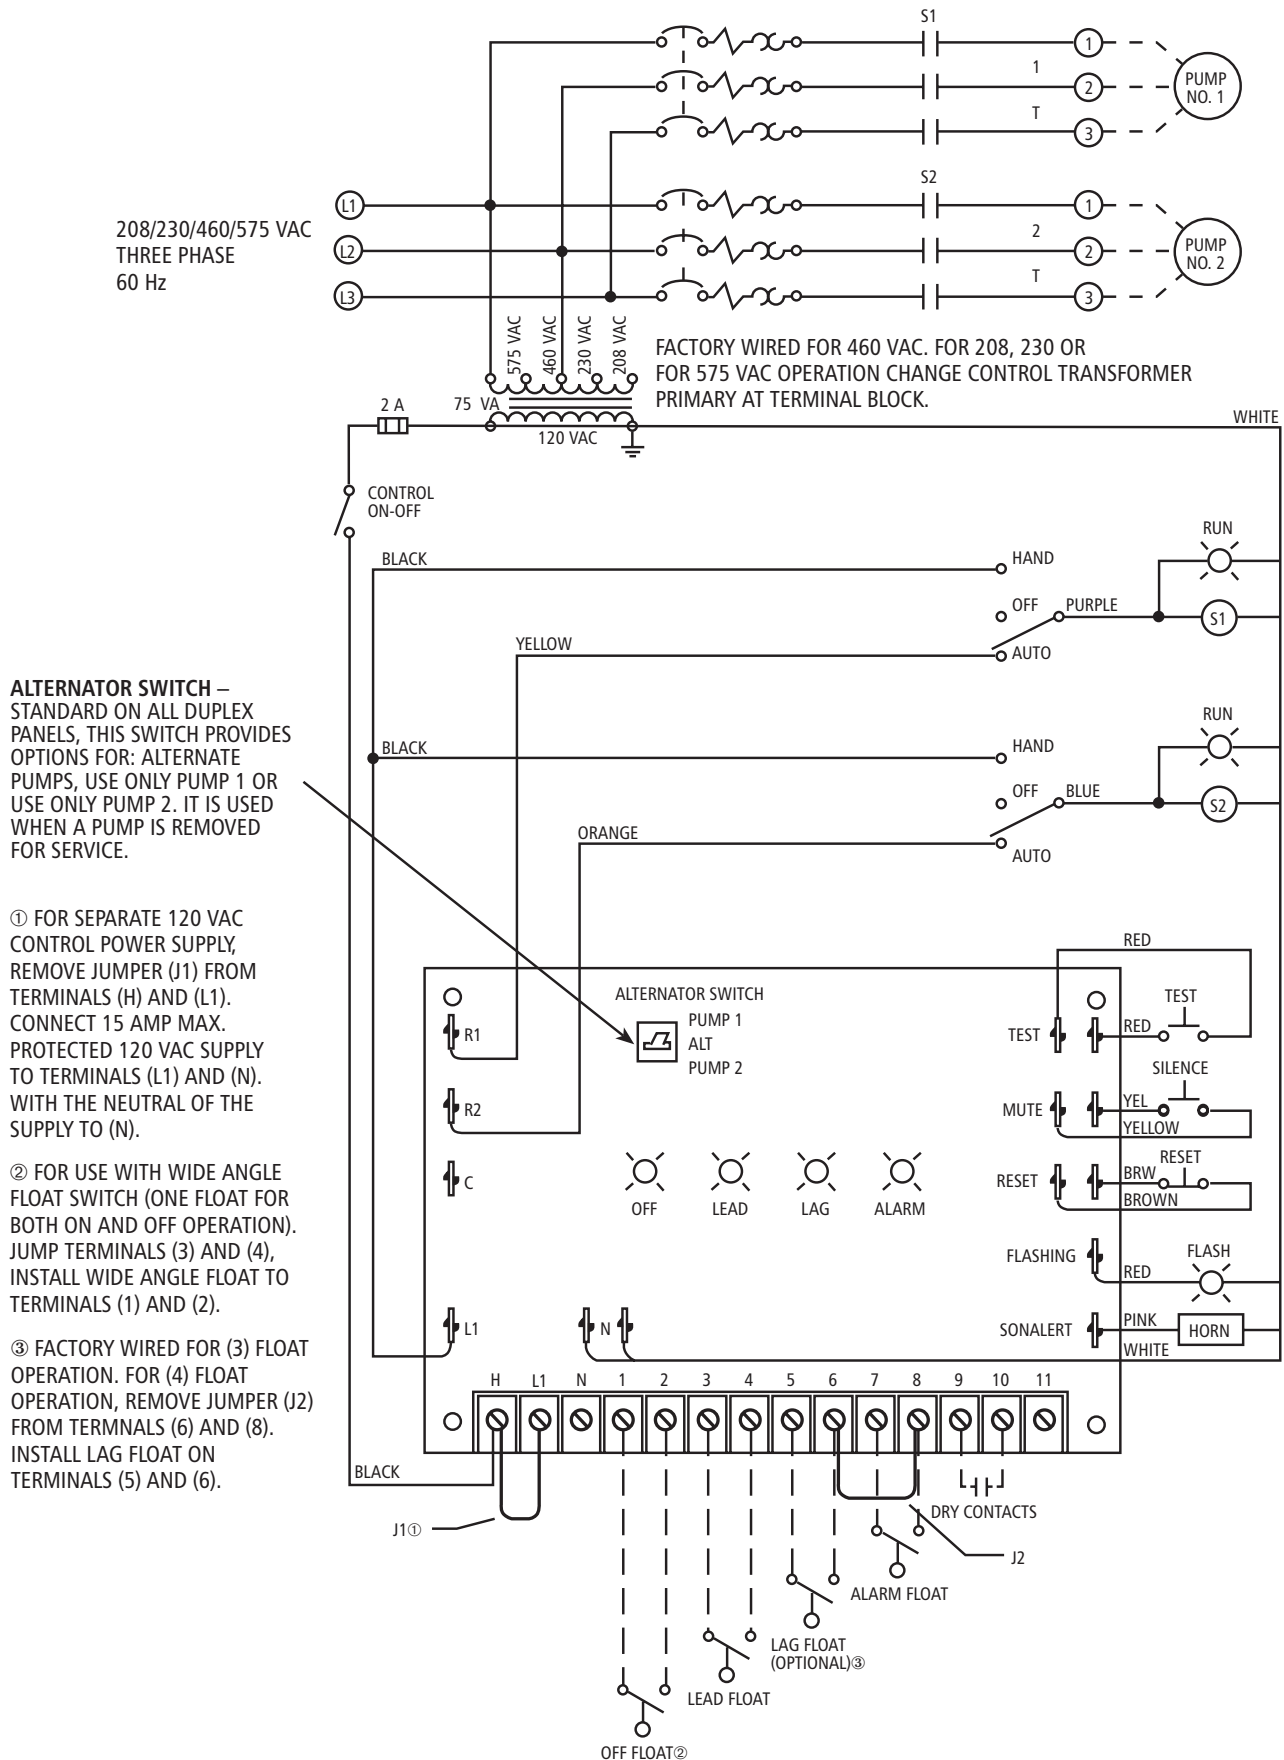 S1
1
1
2
T
3
PUMP
NO. 1
S2
L1
1
208/230/460/575 VAC
THREE PHASE
60 Hz
L2
2
2
PUMP
NO. 2
L3
T
3
575 VAC
460 VAC
230 VAC
208 VAC
FACTORY WIRED FOR 460 VAC. FOR 208, 230 OR
FOR 575 VAC OPERATION CHANGE CONTROL TRANSFORMER
PRIMARY AT TERMINAL BLOCK.
2 A
75 VA
120 VAC
WHITE
CONTROL
ON-OFF
BLACK
HAND
RUN
OFF
PURPLE
S1
YELLOW
AUTO
ALTERNATOR SWITCH –
STANDARD ON ALL DUPLEX
PANELS, THIS SWITCH PROVIDES
OPTIONS FOR: ALTERNATE
PUMPS, USE ONLY PUMP 1 OR
USE ONLY PUMP 2. IT IS USED
WHEN A PUMP IS REMOVED
FOR SERVICE.
BLACK
HAND
RUN
OFF
BLUE
S2
ORANGE
AUTO
① FOR SEPARATE 120 VAC
CONTROL POWER SUPPLY,
REMOVE JUMPER (J1) FROM
TERMINALS (H) AND (L1).
CONNECT 15 AMP MAX.
PROTECTED 120 VAC SUPPLY
TO TERMINALS (L1) AND (N).
WITH THE NEUTRAL OF THE
SUPPLY TO (N).
② FOR USE WITH WIDE ANGLE
FLOAT SWITCH (ONE FLOAT FOR
BOTH ON AND OFF OPERATION).
JUMP TERMINALS (3) AND (4),
INSTALL WIDE ANGLE FLOAT TO
TERMINALS (1) AND (2).
③ FACTORY WIRED FOR (3) FLOAT
OPERATION. FOR (4) FLOAT
OPERATION, REMOVE JUMPER (J2)
FROM TERMNALS (6) AND (8).
INSTALL LAG FLOAT ON
TERMINALS (5) AND (6).
RED
ALTERNATOR SWITCH
PUMP 1
ALT
PUMP 2
R1
R2
C
L1
N
TEST
RED
TEST
SILENCE
MUTE
YEL
YELLOW
RESET
RESET
BRW
BROWN
OFF
LEAD
LAG
ALARM
FLASHING
FLASH
RED
SONALERT
PINK
HORN
WHITE
H
L1
N
1
2
3
4
5
6
7
8
9
10
11
BLACK
J1①
DRY CONTACTS
J2
ALARM FLOAT
LAG FLOAT
(OPTIONAL)③
LEAD FLOAT
OFF FLOAT②